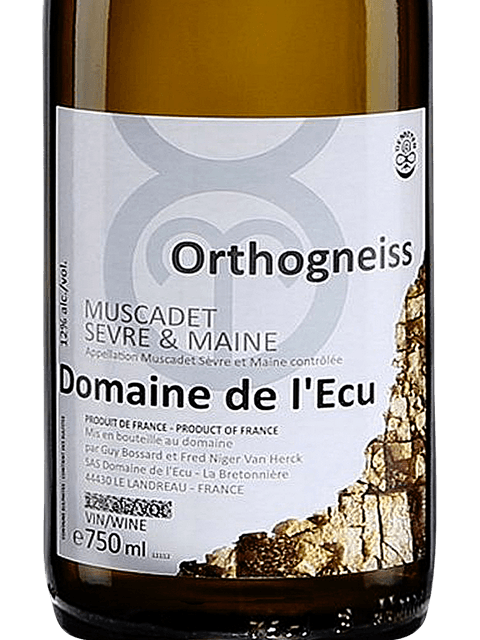 DEMETER
Orthogneiss
12% alc./vol.
MUSCADET
SEVRE & MAINE
Appellation Muscadet Sèvre et Maine contrôlée
Domaine de l'Ecu
PRODUIT DE FRANCE - PRODUCT OF FRANCE
Mis en bouteille au domaine
par Guy Bossard et Fred Niger Van Herck
SAS Domaine de l'Ecu - La Bretonnière
44430 LE LANDREAU - FRANCE
VIN/WINE
e 750 ml